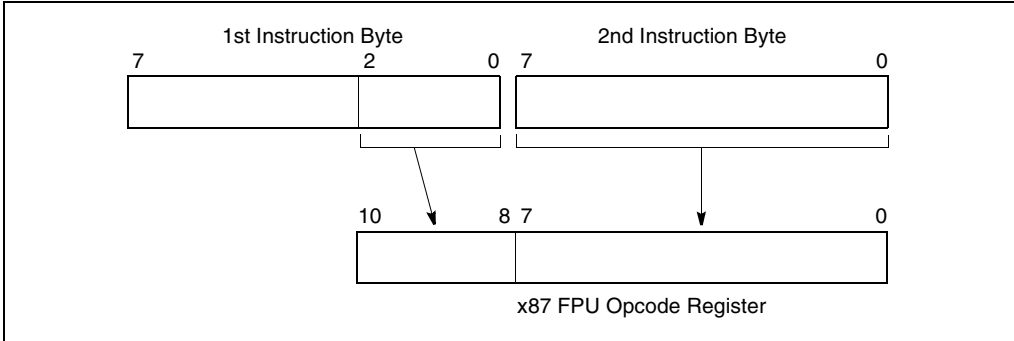 1st Instruction Byte 2nd Instruction Byte
7 2 0 7 0
10 8 7 0
x87 FPU Opcode Register